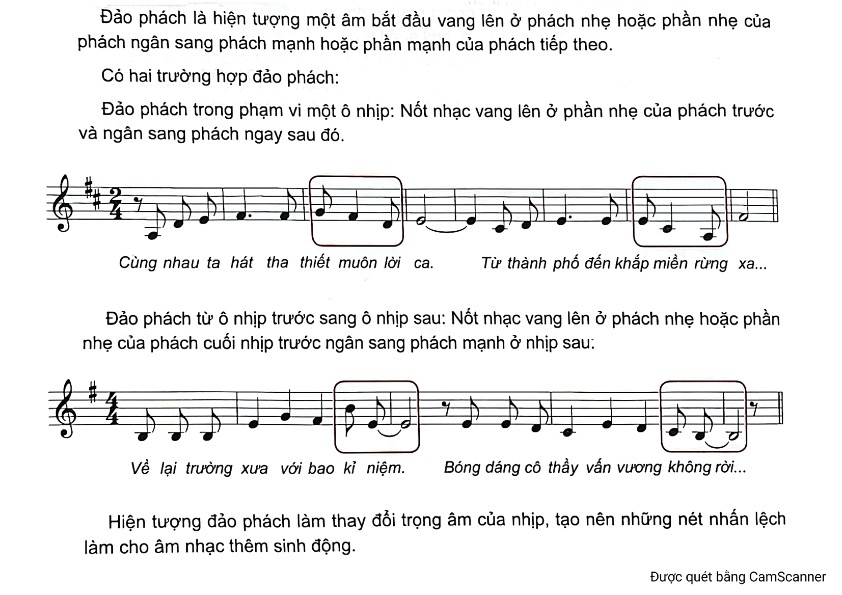 Đảo phách là hiện tượng một âm bắt đầu vang lên ở phách nhẹ hoặc phần nhẹ của
phách ngân sang phách mạnh hoặc phần mạnh của phách tiếp theo.
Có hai trường hợp đảo phách:
Đảo phách trong phạm vi một ô nhịp: Nốt nhạc vang lên ở phần nhẹ của phách trước
và ngân sang phách ngay sau đó.
2
4
Cùng nhau ta hát tha thiết muôn lời ca. Từ thành phố đến khắp miền rừng xa...
Đảo phách từ ô nhịp trước sang ô nhịp sau: Nốt nhạc vang lên ở phách nhẹ hoặc phần
nhẹ của phách cuối nhịp trước ngân sang phách mạnh ở nhịp sau:
4
4
Về lại trường xưa với bao kỉ niệm. Bóng dáng cô thầy vấn vương không rời...
Hiện tượng đảo phách làm thay đổi trọng âm của nhịp, tạo nên những nét nhấn lệch
làm cho âm nhạc thêm sinh động.
Được quét bằng CamScanner